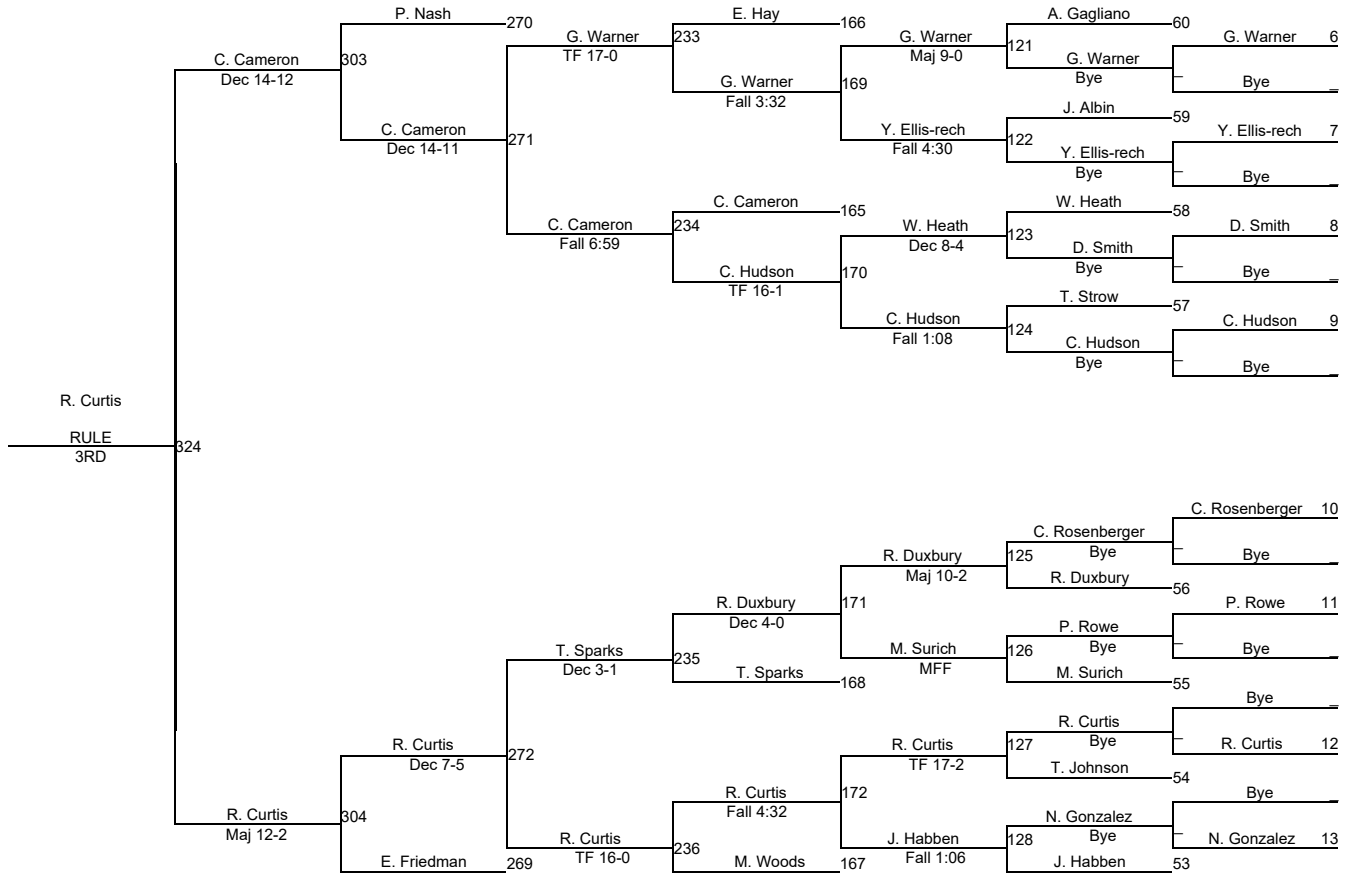 P. Nash 270 E. Hay 166 A. Gagliano 60
G. Warner 233 G. Warner 121 G. Warner 6
TF 17-0 Maj 9-0
C. Cameron 303 G. Warner
Dec 14-12 G. Warner 169 Bye _ Bye _
Fall 3:32
J. Albin 59
C. Cameron 271 Y. Ellis-rech 122 Y. Ellis-rech 7
Dec 14-11 Fall 4:30 Y. Ellis-rech
Bye _ Bye _
C. Cameron 165 W. Heath 58
C. Cameron 234 W. Heath 123 D. Smith 8
Fall 6:59 Dec 8-4 D. Smith
C. Hudson 170 Bye _ Bye _
TF 16-1
T. Strow 57
C. Hudson 124 C. Hudson 9
Fall 1:08 C. Hudson
Bye _ Bye _
R. Curtis
RULE 324
3RD
C. Rosenberger 10
C. Rosenberger
R. Duxbury 125 Bye _ Bye _
Maj 10-2 R. Duxbury 56
R. Duxbury 171 P. Rowe 11
Dec 4-0 P. Rowe
T. Sparks 235 M. Surich 126 Bye _ Bye _
Dec 3-1 MFF
T. Sparks 168 M. Surich 55
Bye _
R. Curtis
R. Curtis 272 R. Curtis 127 Bye _ R. Curtis 12
Dec 7-5 TF 17-2
T. Johnson 54
R. Curtis 172 Bye _
Fall 4:32
R. Curtis 304 N. Gonzalez
Maj 12-2 R. Curtis 236 J. Habben 128 Bye _ N. Gonzalez 13
TF 16-0 Fall 1:06
E. Friedman 269 M. Woods 167 J. Habben 53